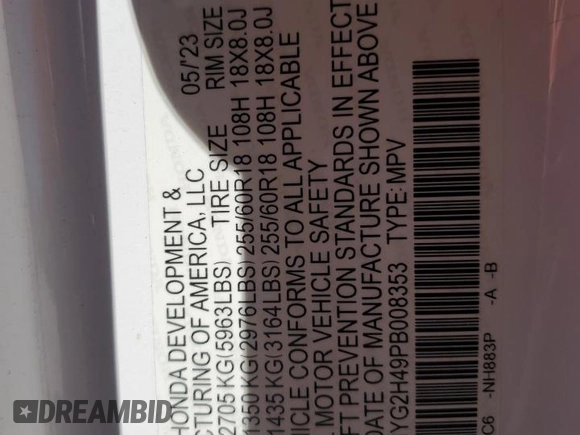 HONDA DEVELOPMENT &
CTURING OF AMERICA, LLC 05/'23
2705 KG(5963LBS) TIRE SIZE RIM SIZE
1350 KG(2976LBS) 255/60R18 108H 18X8.0J
1435 KG(3164LBS) 255/60R18 108H 18X8.0J
ICLE CONFORMS TO ALL APPLICABLE
MOTOR VEHICLE SAFETY
FT PREVENTION STANDARDS IN EFFECT
DATE OF MANUFACTURE SHOWN ABOVE
YG2H49PB008353 TYPE: MPV
C6 -NH883P -A -B
DREAMBID